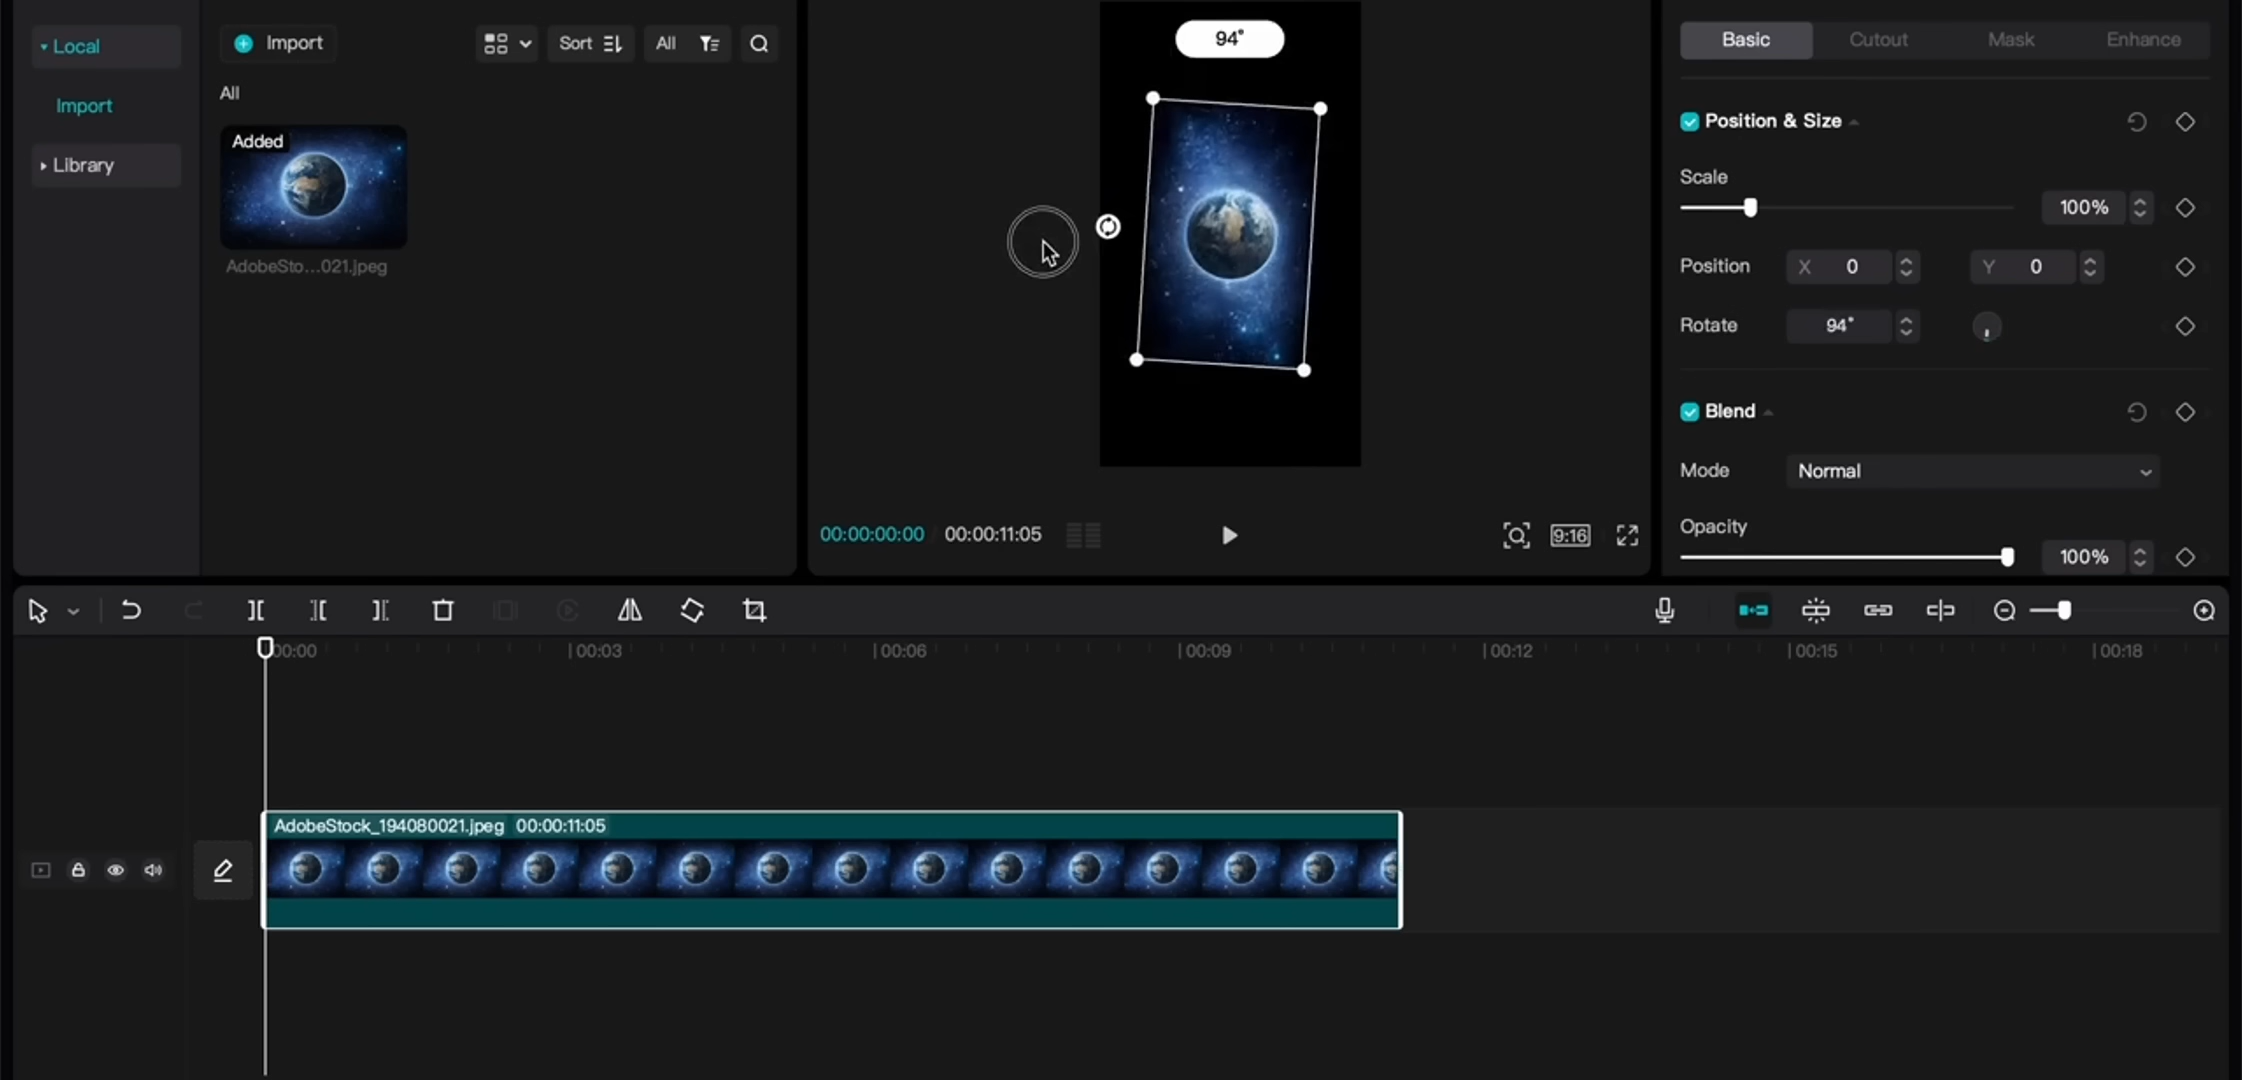 Local
Import
Library
Import
Sort
All
All
Added
AdobeSto...021.jpeg
94°
00:00:00:00 / 00:00:11:05
9:16
Basic Cutout Mask Enhance
Position & Size
Scale
100%
Position X 0 Y 0
Rotate 94°
Blend
Mode Normal
Opacity
100%
00:00 00:03 00:06 00:09 00:12 00:15 00:18
AdobeStock_194080021.jpeg 00:00:11:05